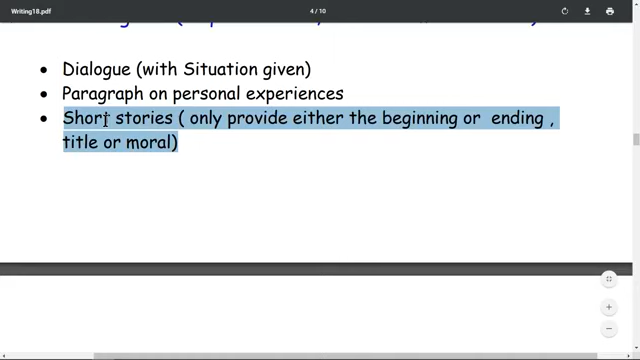 Writing1B.pdf
4 / 10
Dialogue (with Situation given)
Paragraph on personal experiences
Short stories ( only provide either the beginning or ending ,
title or moral)